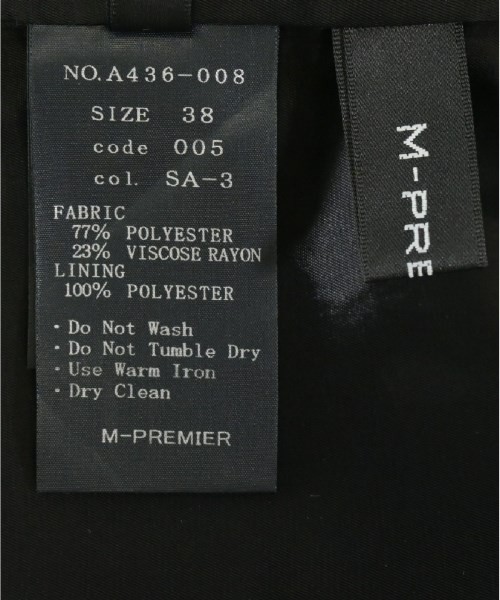 NO.A436-008
SIZE 38
code 005
col. SA-3
FABRIC
77% POLYESTER
23% VISCOSE RAYON
LINING
100% POLYESTER
・Do Not Wash
・Do Not Tumble Dry
・Use Warm Iron
・Dry Clean
M-PREMIER
M-PRE